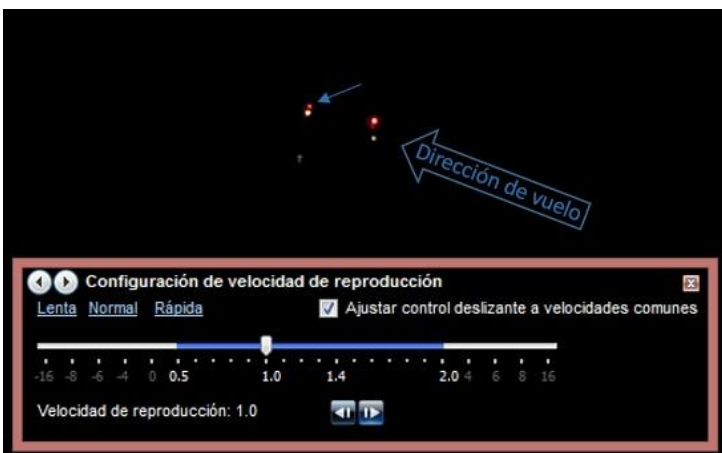 Dirección de vuelo
Configuración de velocidad de reproducción
Lenta Normal Rápida Ajustar control deslizante a velocidades comunes
-16 -8 -6 -4 0 0.5 1.0 1.4 2.0 4 6 8 16
Velocidad de reproducción: 1.0